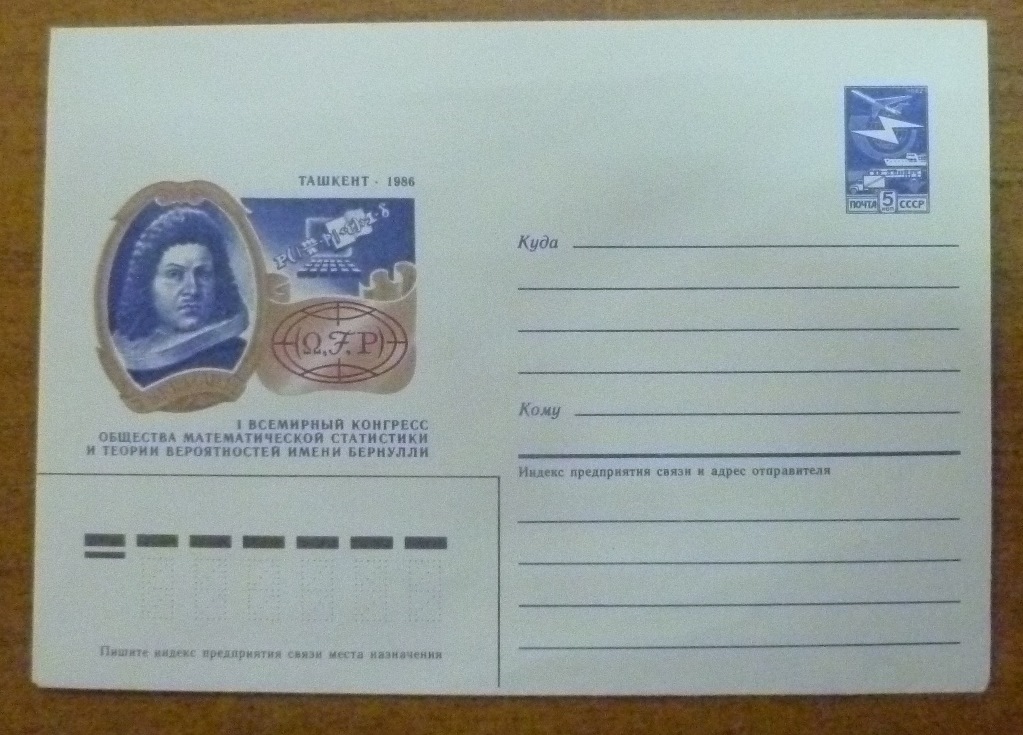 ТАШКЕНТ · 1986
(Ω, ℱ, P)
I ВСЕМИРНЫЙ КОНГРЕСС
ОБЩЕСТВА МАТЕМАТИЧЕСКОЙ СТАТИСТИКИ
И ТЕОРИИ ВЕРОЯТНОСТЕЙ ИМЕНИ БЕРНУЛЛИ
ПОЧТА 5 КОП СССР
Куда
Кому
Индекс предприятия связи и адрес отправителя
Пишите индекс предприятия связи места назначения